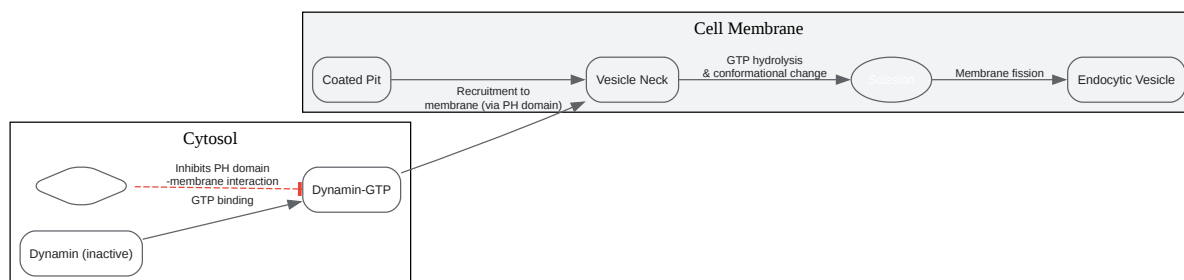 Cell Membrane
Coated Pit
Vesicle Neck
GTP hydrolysis
& conformational change
Scission
Membrane fission
Endocytic Vesicle
Recruitment to
membrane (via PH domain)
Cytosol
Inhibits PH domain
-membrane interaction
Dynamin-GTP
GTP binding
Dynamin (inactive)